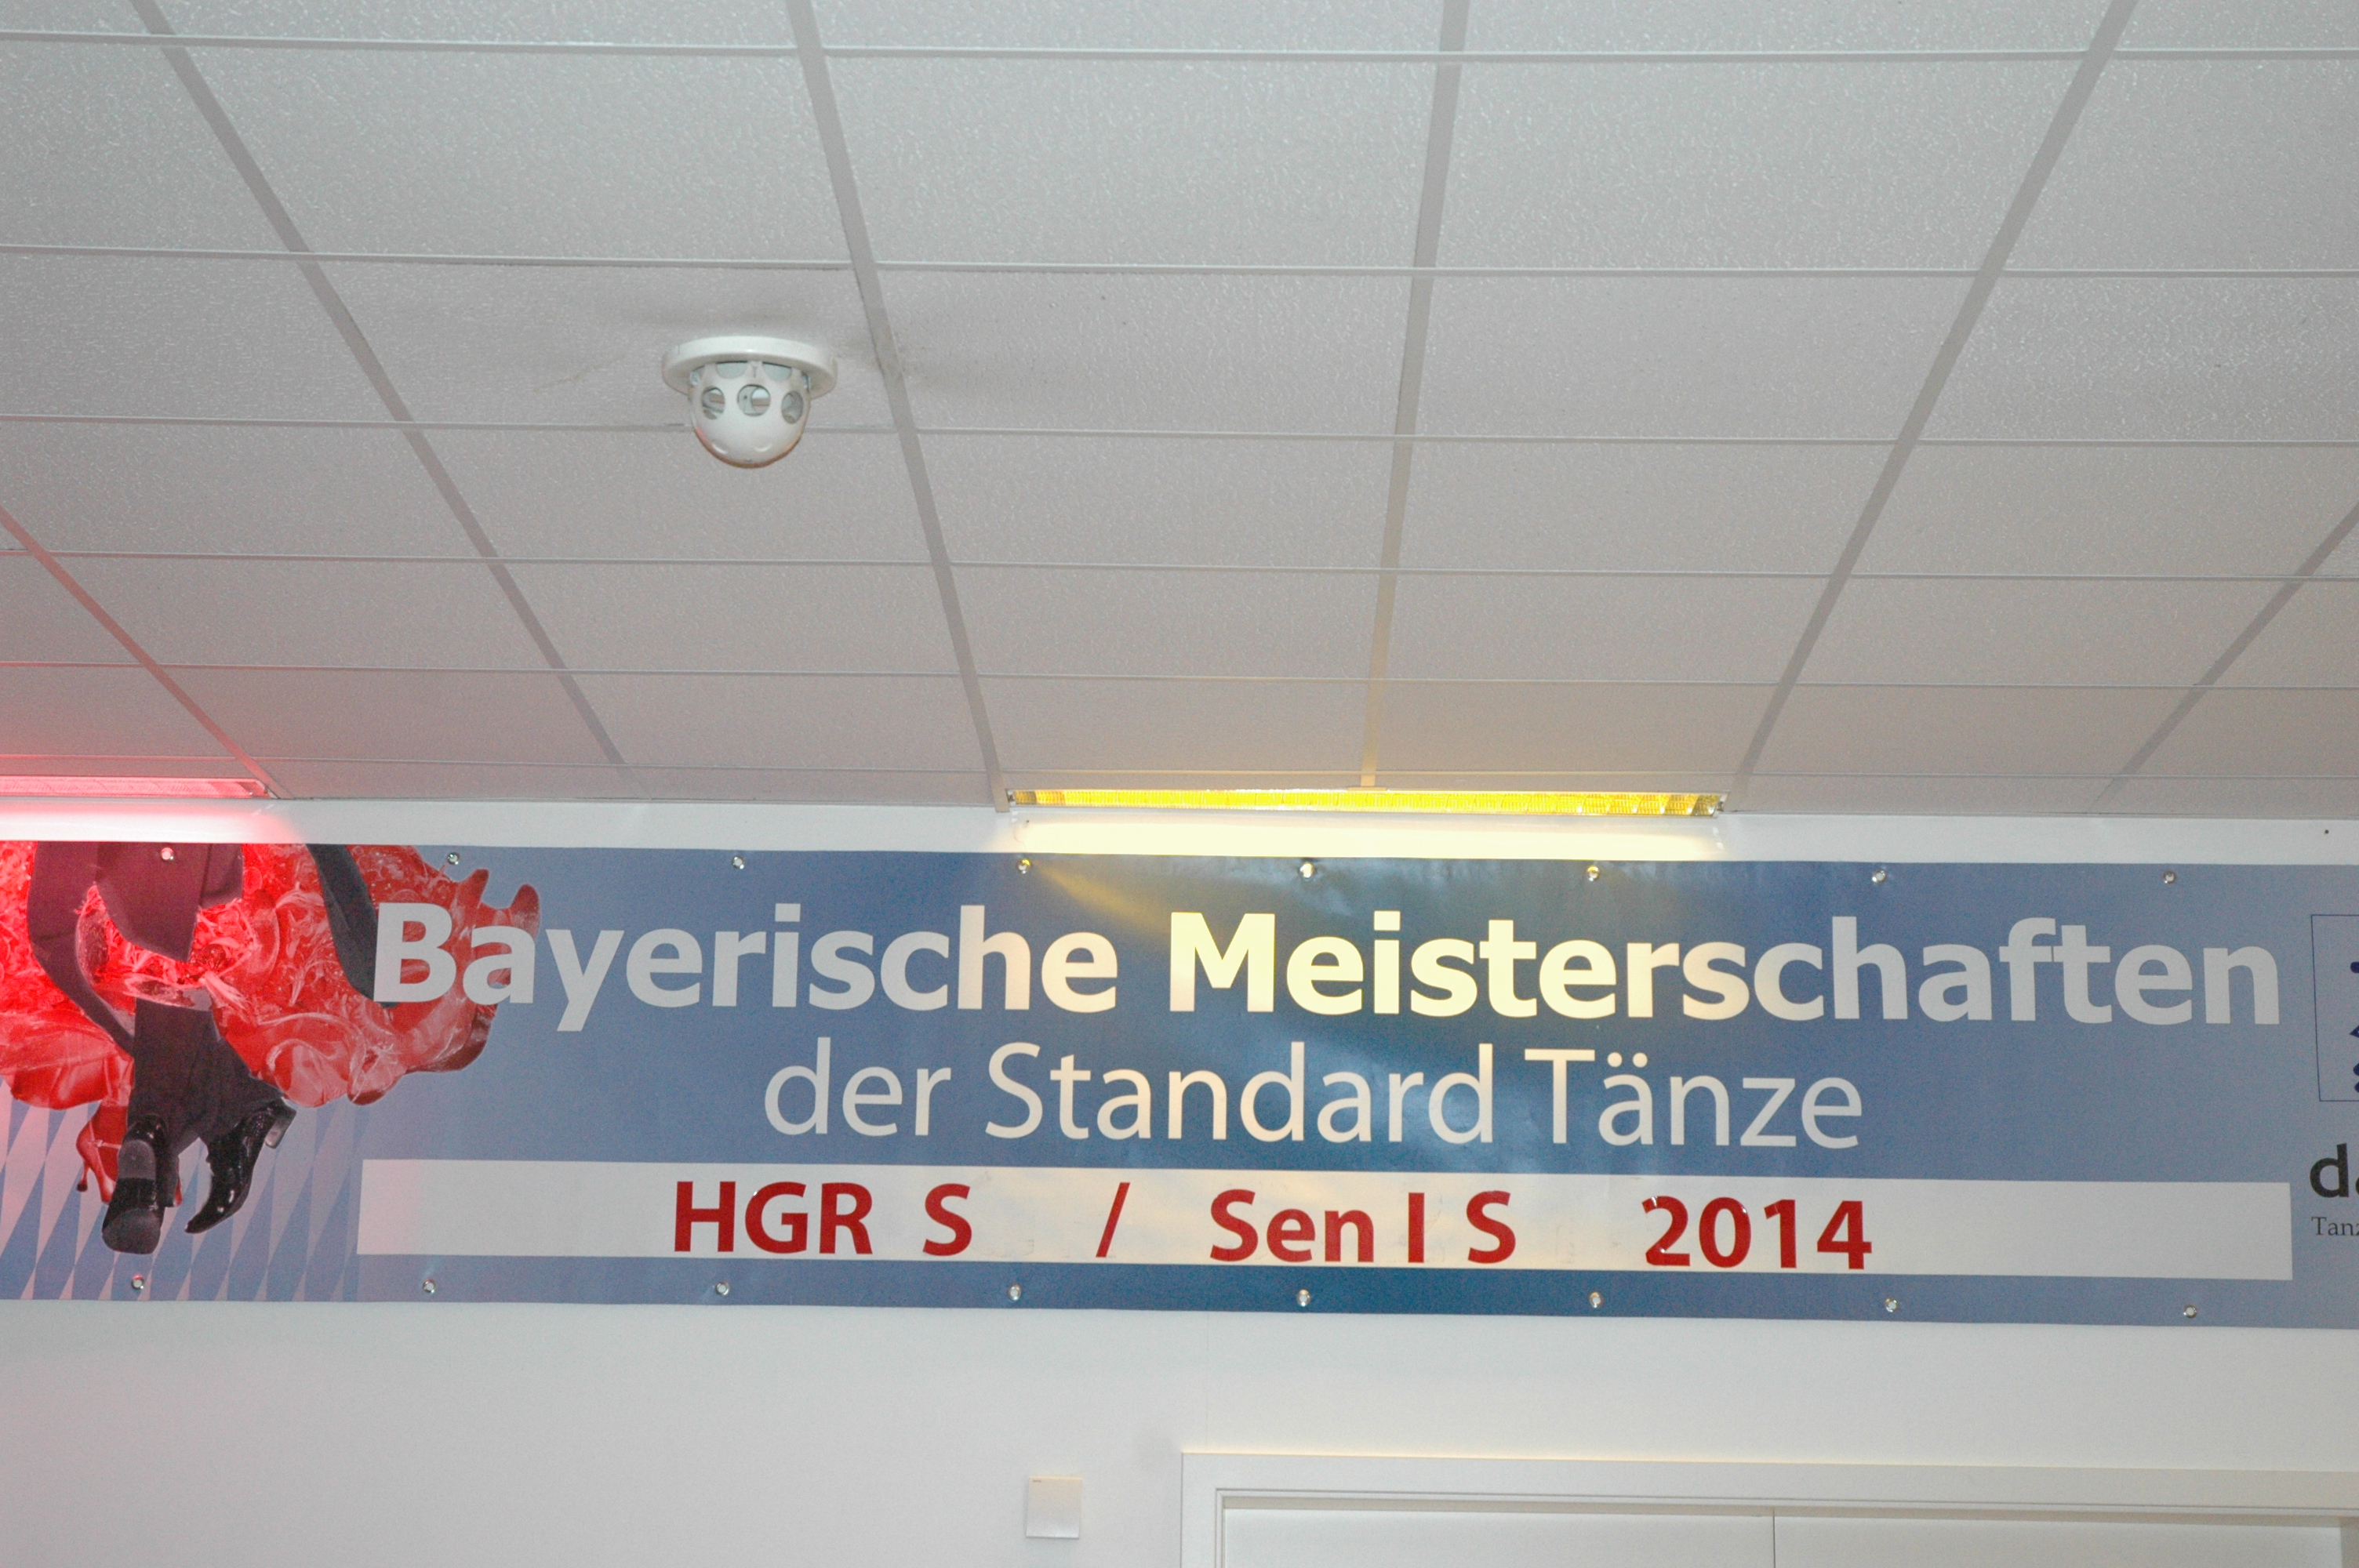 Bayerische Meisterschaften
der Standard Tänze
HGR S / Sen I S 2014